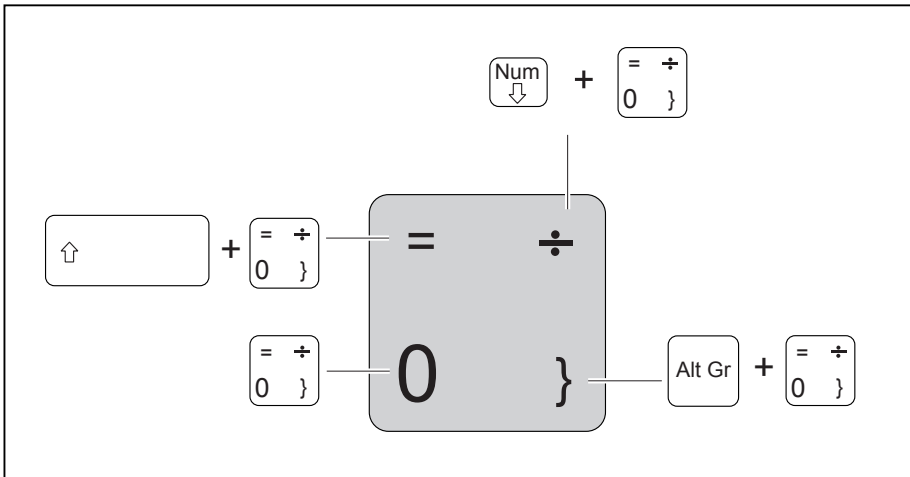 Num + = ÷
0 }
⇧ + = ÷
0 }
= ÷
0 }
= ÷
0 }
Alt Gr + = ÷
0 }